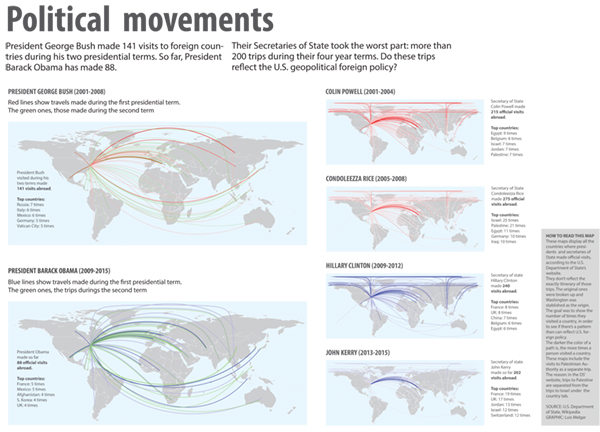 Political movements
President George Bush made 141 visits to foreign coun-
tries during his two presidential terms. So far, President
Barack Obama has made 88.
Their Secretaries of State took the worst part: more than
200 trips during their four year terms. Do these trips
reflect the U.S. geopolitical foreign policy?
PRESIDENT GEORGE BUSH (2001-2008)
Red lines show travels made during the first presidential term.
The green ones, those made during the second term
President Bush
visited during his
two terms made
141 visits abroad.
Top countries:
Russia: 7 times
Italy: 6 times
Mexico: 6 times
Germany: 5 times
Vatican City: 5 times
PRESIDENT BARACK OBAMA (2009-2015)
Blue lines show travels made during the first presidential term.
The green ones, the trips durings the second term
President Obama
made so far
88 official visits
abroad.
Top countries:
France: 5 times
Mexico: 5 times
Afghanistan: 4 times
S. Korea: 4 times
UK: 4 times
COLIN POWELL (2001-2004)
Secretary of State
Colin Powell made
215 official visits
abroad
Top countries:
Egypt: 9 times
Belgium: 8 times
Israel: 7 times
Jordan: 7 times
Palestine: 7 times
CONDOLEEZZA RICE (2005-2008)
Secretary of State
Condoleezza Rice
made 275 official
visits abroad
Top countries:
Israel: 25 times
Palestine: 21 times
Egypt: 11 times
Germany: 10 times
Iraq: 10 times
HILLARY CLINTON (2009-2012)
Secretary of state
Hillary Clinton
made 248
visits abroad
Top countries:
France: 8 times
UK: 8 times
China: 7 times
Belgium: 6 times
Egypt: 6 times
JOHN KERRY (2013-2015)
Secretary of state
John Kerry
made so far 202
visits abroad
Top countries:
France: 19 times
UK: 17 times
Jordan: 13 times
Israel: 12 times
Switzerland: 12 times
HOW TO READ THIS MAP
These maps display all the
countries where presi-
dents and secretaries of
State made official visits,
according to the U.S.
Department of State's
website.
They don't reflect the
exactly itinerary of those
trips. The original ones
were broken up and
Washington was
stablished as the origin.
The goal was to show the
number of times they
visited a country, in order
to see if there's a pattern
than can reflect U.S. for-
eign policy.
The darker the color of a
path is, the more times a
person visited a country.
These maps include the
visits to Palestinian Au-
thority as a separate trip.
The reason: in the
website, trips to Palestine
are separated from the
trips to Israel under the
country tab.
SOURCE: U.S. Department
of State, Wikipedia
GRAPHIC: Luis Melgar